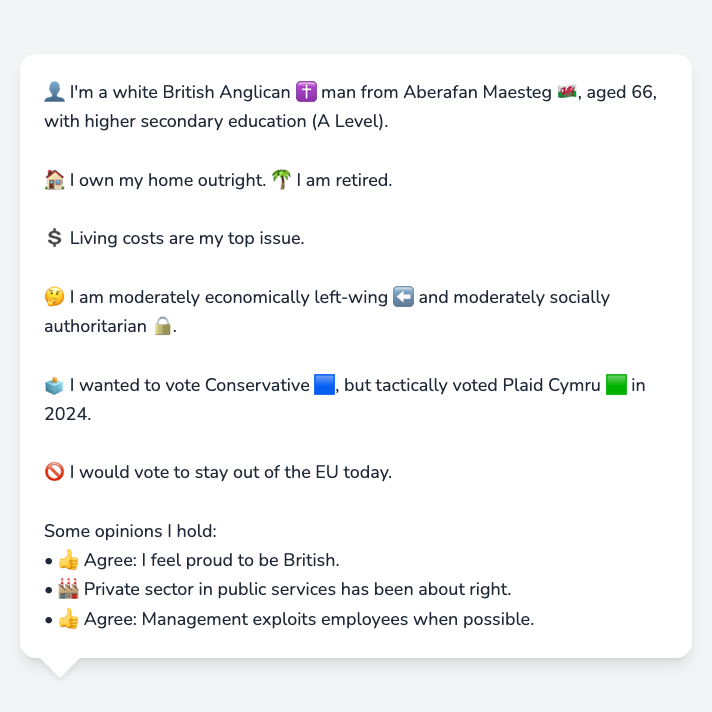 👤 I'm a white British Anglican ✝️ man from Aberafan Maesteg 🏴󠁧󠁢󠁷󠁬󠁳󠁿, aged 66,
with higher secondary education (A Level).
🏠 I own my home outright. 🌴 I am retired.
💲 Living costs are my top issue.
🤔 I am moderately economically left-wing ⬅️ and moderately socially
authoritarian 🔒.
🗳️ I wanted to vote Conservative 🟦, but tactically voted Plaid Cymru 🟩 in
2024.
🚫 I would vote to stay out of the EU today.
Some opinions I hold:
• 👍 Agree: I feel proud to be British.
• 🏭 Private sector in public services has been about right.
• 👍 Agree: Management exploits employees when possible.